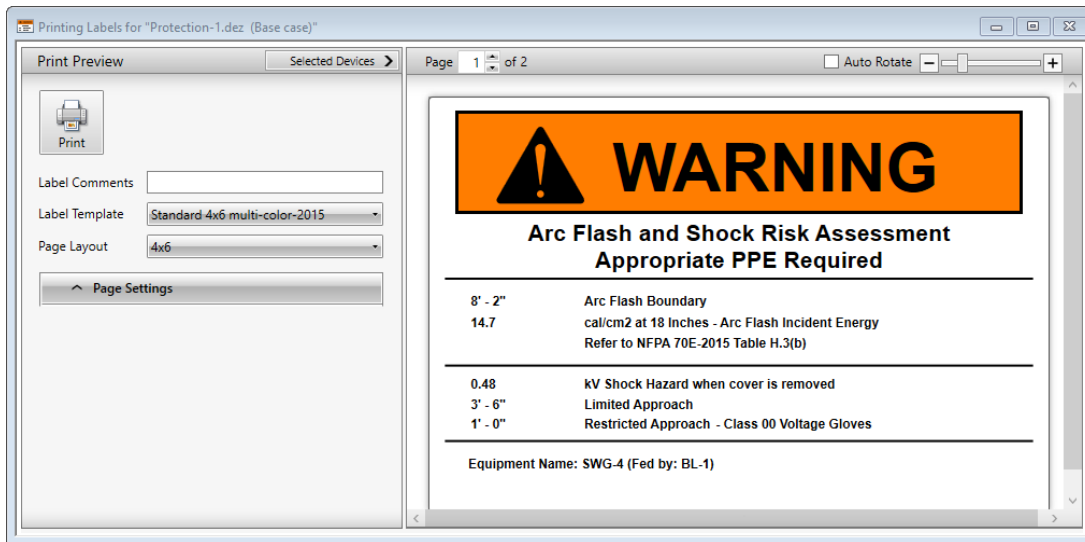 Printing Labels for "Protection-1.dez (Base case)"
Print Preview
Selected Devices
Print
Label Comments
Label Template Standard 4x6 multi-color-2015
Page Layout 4x6
Page Settings
Page 1 of 2
Auto Rotate
WARNING
Arc Flash and Shock Risk Assessment
Appropriate PPE Required
8' - 2" Arc Flash Boundary
14.7 cal/cm2 at 18 Inches - Arc Flash Incident Energy
Refer to NFPA 70E-2015 Table H.3(b)
0.48 kV Shock Hazard when cover is removed
3' - 6" Limited Approach
1' - 0" Restricted Approach - Class 00 Voltage Gloves
Equipment Name: SWG-4 (Fed by: BL-1)